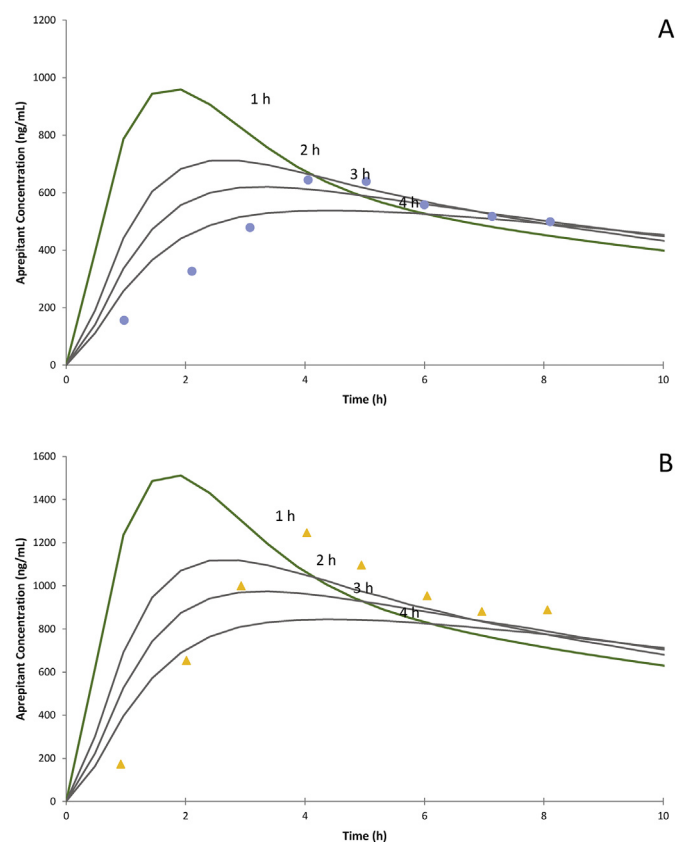 A
1200
1000
800
600
400
200
0
Aprepitant Concentration (ng/mL)
1 h
2 h
3 h
4 h
0 2 4 6 8 10
Time (h)
B
1600
1400
1200
1000
800
600
400
200
0
Aprepitant Concentration (ng/mL)
1 h
2 h
3 h
4 h
0 2 4 6 8 10
Time (h)